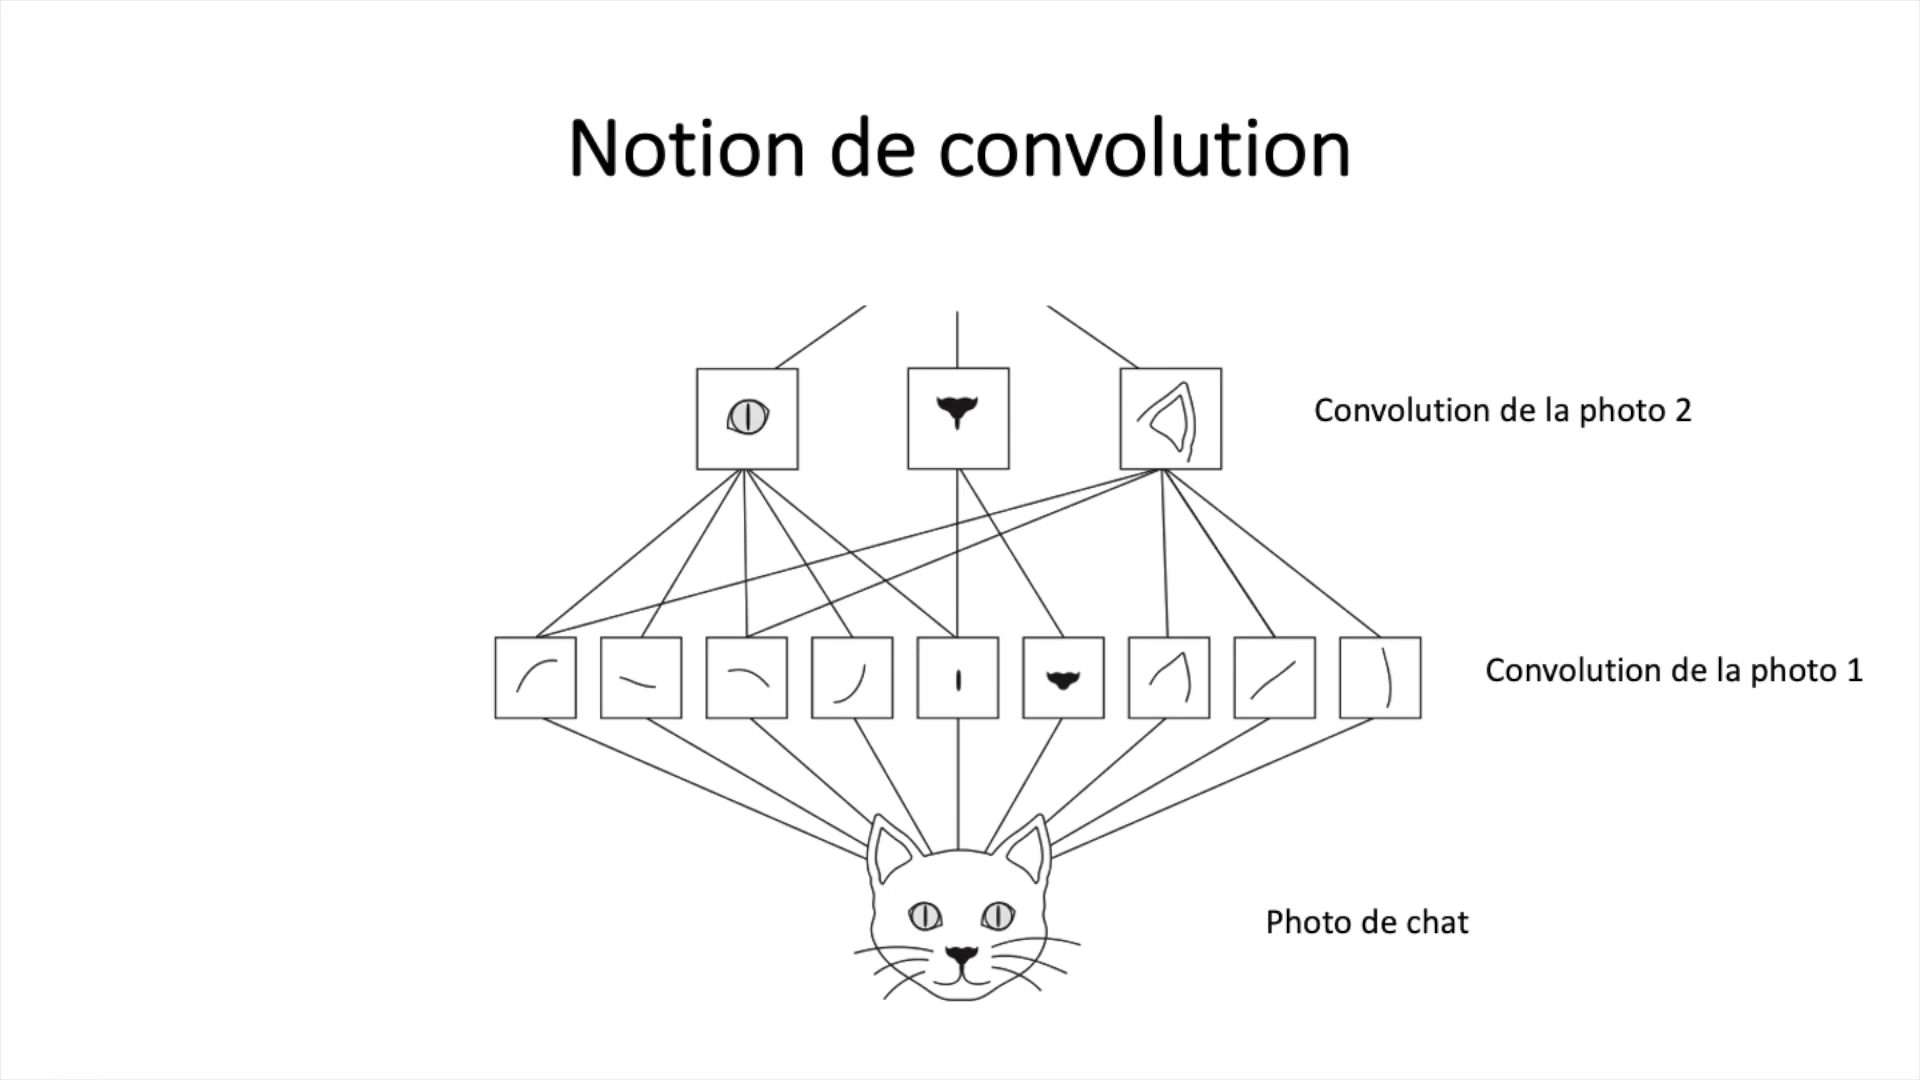 Notion de convolution
Convolution de la photo 2
Convolution de la photo 1
Photo de chat